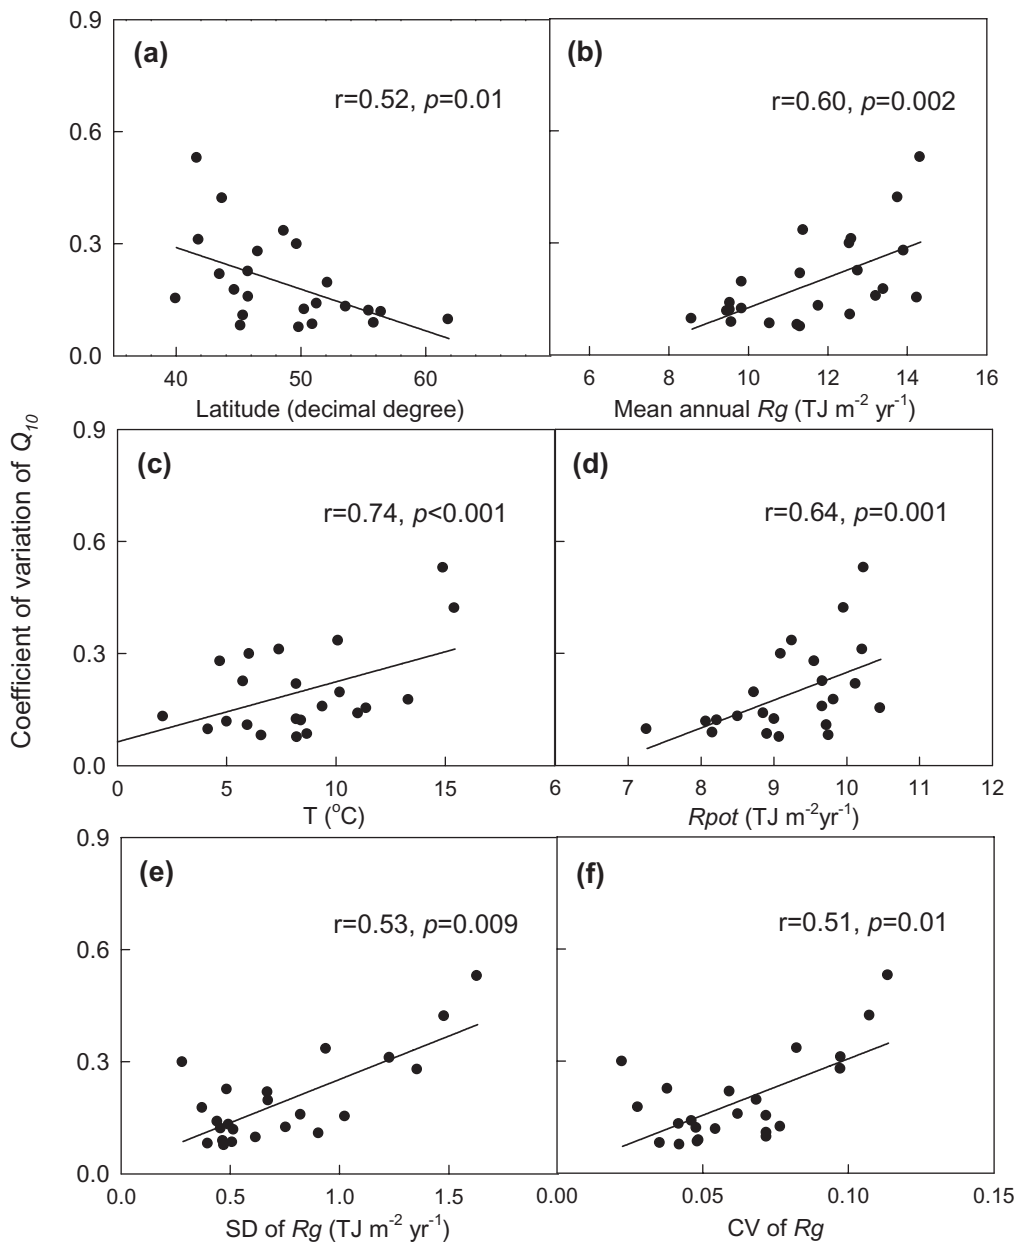 Coefficient of variation of Q10
0.9
(a)
r=0.52, p=0.01
0.6
0.3
0.0
40 50 60
Latitude (decimal degree)
(b)
r=0.60, p=0.002
6 8 10 12 14 16
Mean annual Rg (TJ m-2 yr-1)
0.9
(c)
r=0.74, p<0.001
0.6
0.3
0.0
0 5 10 15
T (oC)
(d)
r=0.64, p=0.001
6 7 8 9 10 11 12
Rpot (TJ m-2yr-1)
0.9
(e)
r=0.53, p=0.009
0.6
0.3
0.0
0.0 0.5 1.0 1.5
SD of Rg (TJ m-2 yr-1)
(f)
r=0.51, p=0.01
0.00 0.05 0.10 0.15
CV of Rg